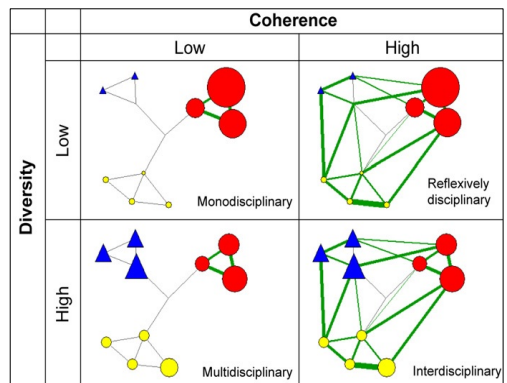 Coherence
Low
High
Diversity
Low
Monodisciplinary
Reflexively
disciplinary
High
Multidisciplinary
Interdisciplinary